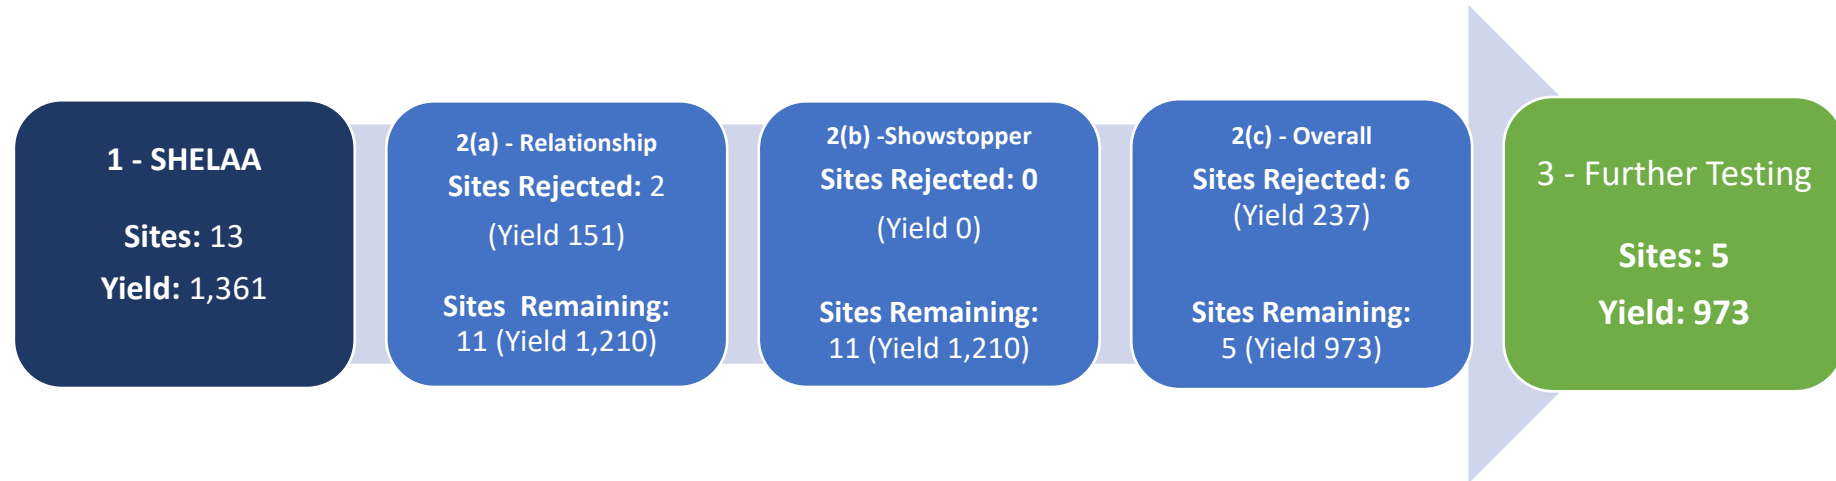 1 - SHELAA
Sites: 13
Yield: 1,361
2(a) - Relationship
Sites Rejected: 2
(Yield 151)
Sites Remaining:
11 (Yield 1,210)
2(b) -Showstopper
Sites Rejected: 0
(Yield 0)
Sites Remaining:
11 (Yield 1,210)
2(c) - Overall
Sites Rejected: 6
(Yield 237)
Sites Remaining:
5 (Yield 973)
3 - Further Testing
Sites: 5
Yield: 973